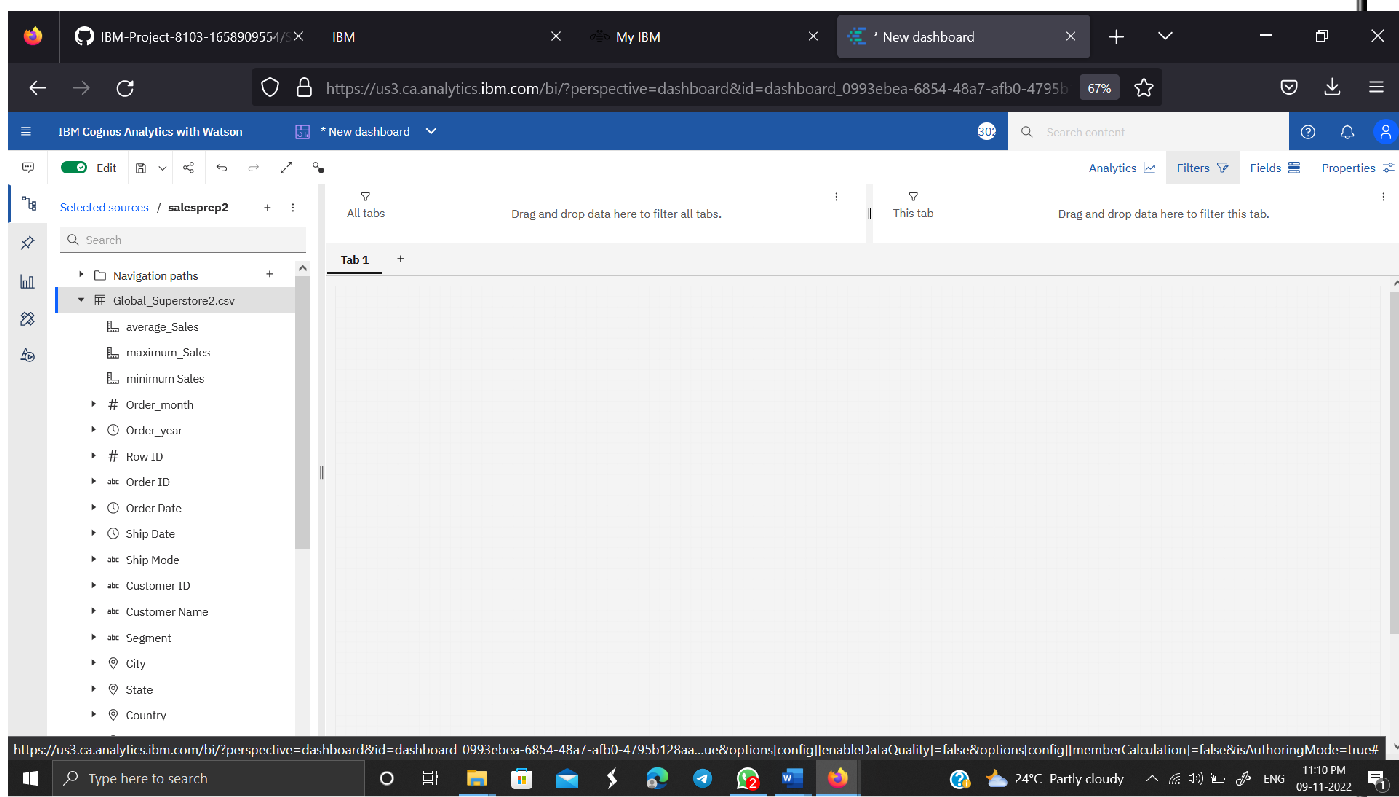 IBM-Project-8103-1658909554/S
IBM
My IBM
* New dashboard
https://us3.ca.analytics.ibm.com/bi/?perspective=dashboard&id=dashboard_0993ebea-6854-48a7-afb0-4795b
67%
IBM Cognos Analytics with Watson
* New dashboard
Search content
Edit
Analytics
Filters
Fields
Properties
Selected sources / salesprep2
All tabs
Drag and drop data here to filter all tabs.
This tab
Drag and drop data here to filter this tab.
Search
Tab 1
Navigation paths
Global_Superstore2.csv
average_Sales
maximum_Sales
minimum Sales
# Order_month
Order_year
# Row ID
abc Order ID
Order Date
Ship Date
abc Ship Mode
abc Customer ID
abc Customer Name
abc Segment
City
State
Country
https://us3.ca.analytics.ibm.com/bi/?perspective=dashboard&id=dashboard_0993ebea-6854-48a7-afb0-4795b128aa...ue&options[config][enableDataQuality]=false&options[config][memberCalculation]=false&isAuthoringMode=true#
Type here to search
2
24°C Partly cloudy
ENG
11:10 PM
09-11-2022
1